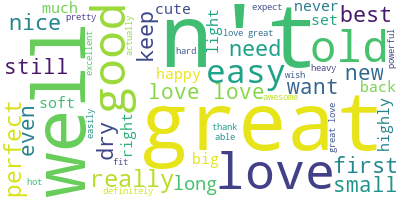 much
pretty
nice
still
excellent
actually
cute
keep
hard
n't
light
love great
need
never
set
expect
best
powerful
old
well
good
easy
want
new
heavy
wish
back
highly
even
soft
happy
love love
awesome
perfect
dry
right
great
love
first
small
really
long
big
thank
able
great love
hot
easily
fit
definitely